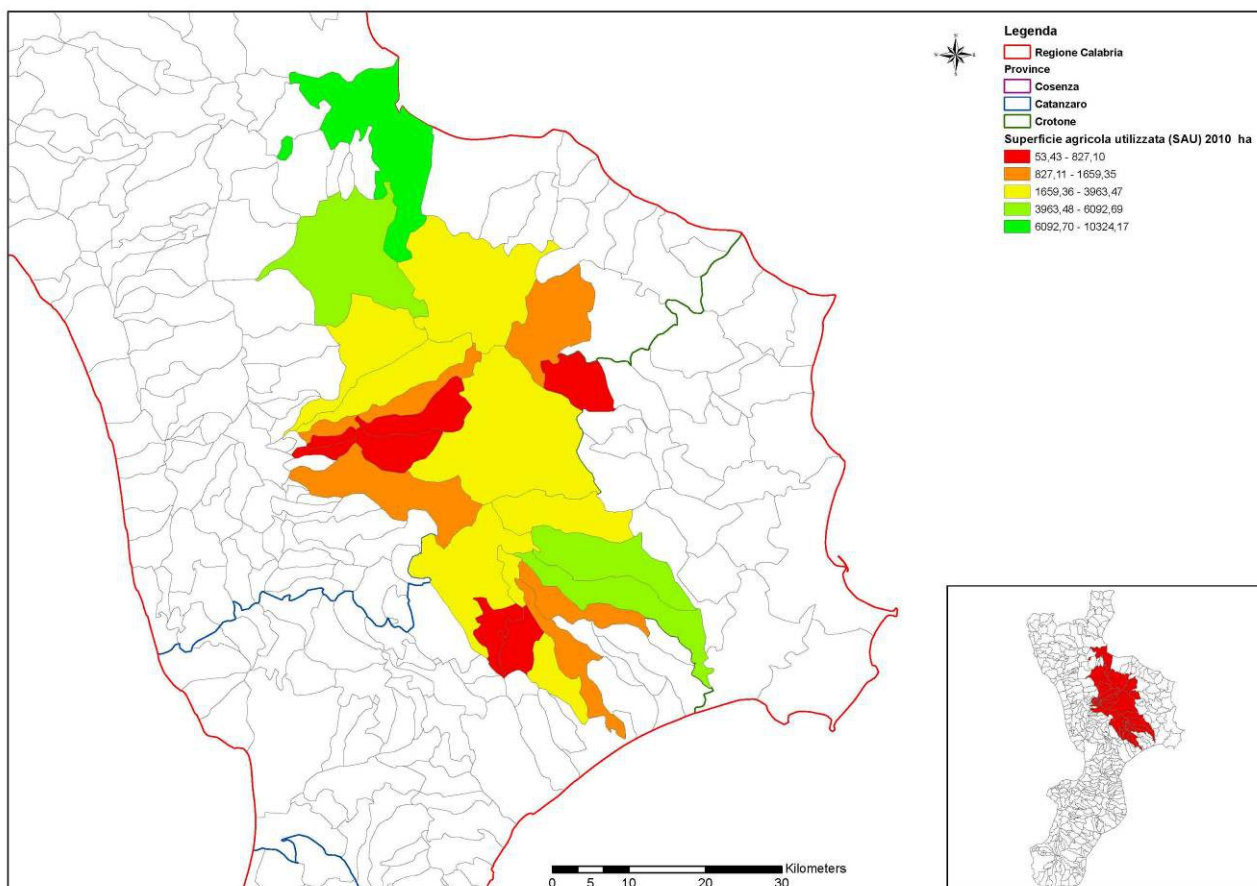 Legenda
Regione Calabria
Province
Cosenza
Catanzaro
Crotone
Superficie agricola utilizzata (SAU) 2010 ha
53,43 - 827,10
827,11 - 1659,35
1659,36 - 3963,47
3963,48 - 6092,69
6092,70 - 10324,17
Kilometers
0 5 10 20 30